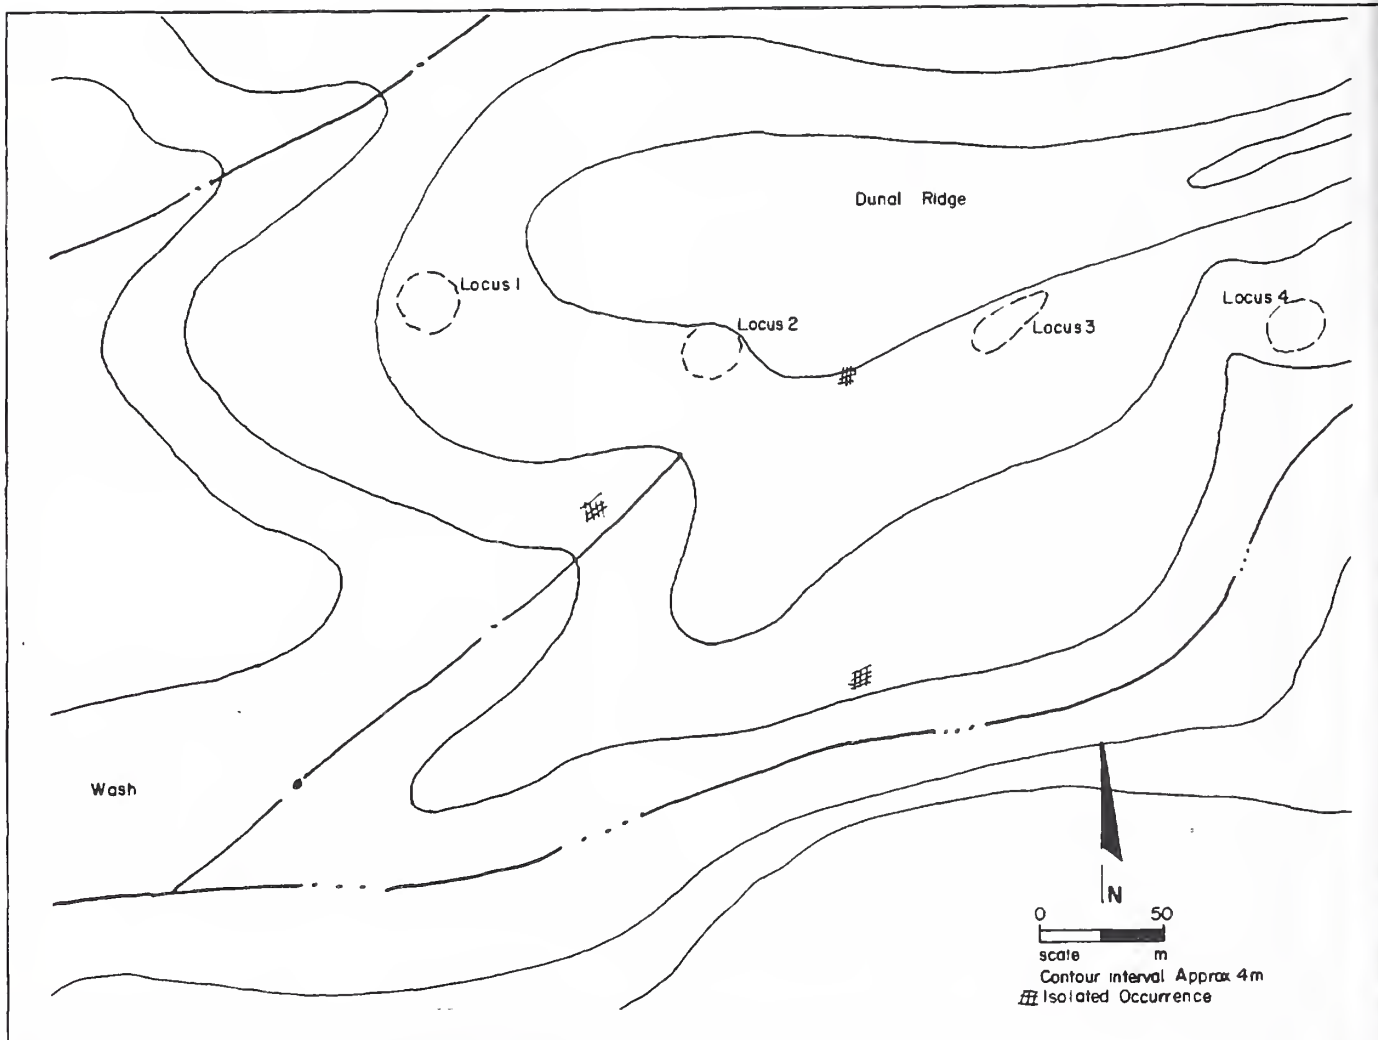 Dunal Ridge
Locus 1
Locus 2
Locus 3
Locus 4
Wash
N
0 50
scale m
Contour interval Approx 4m
Isolated Occurrence